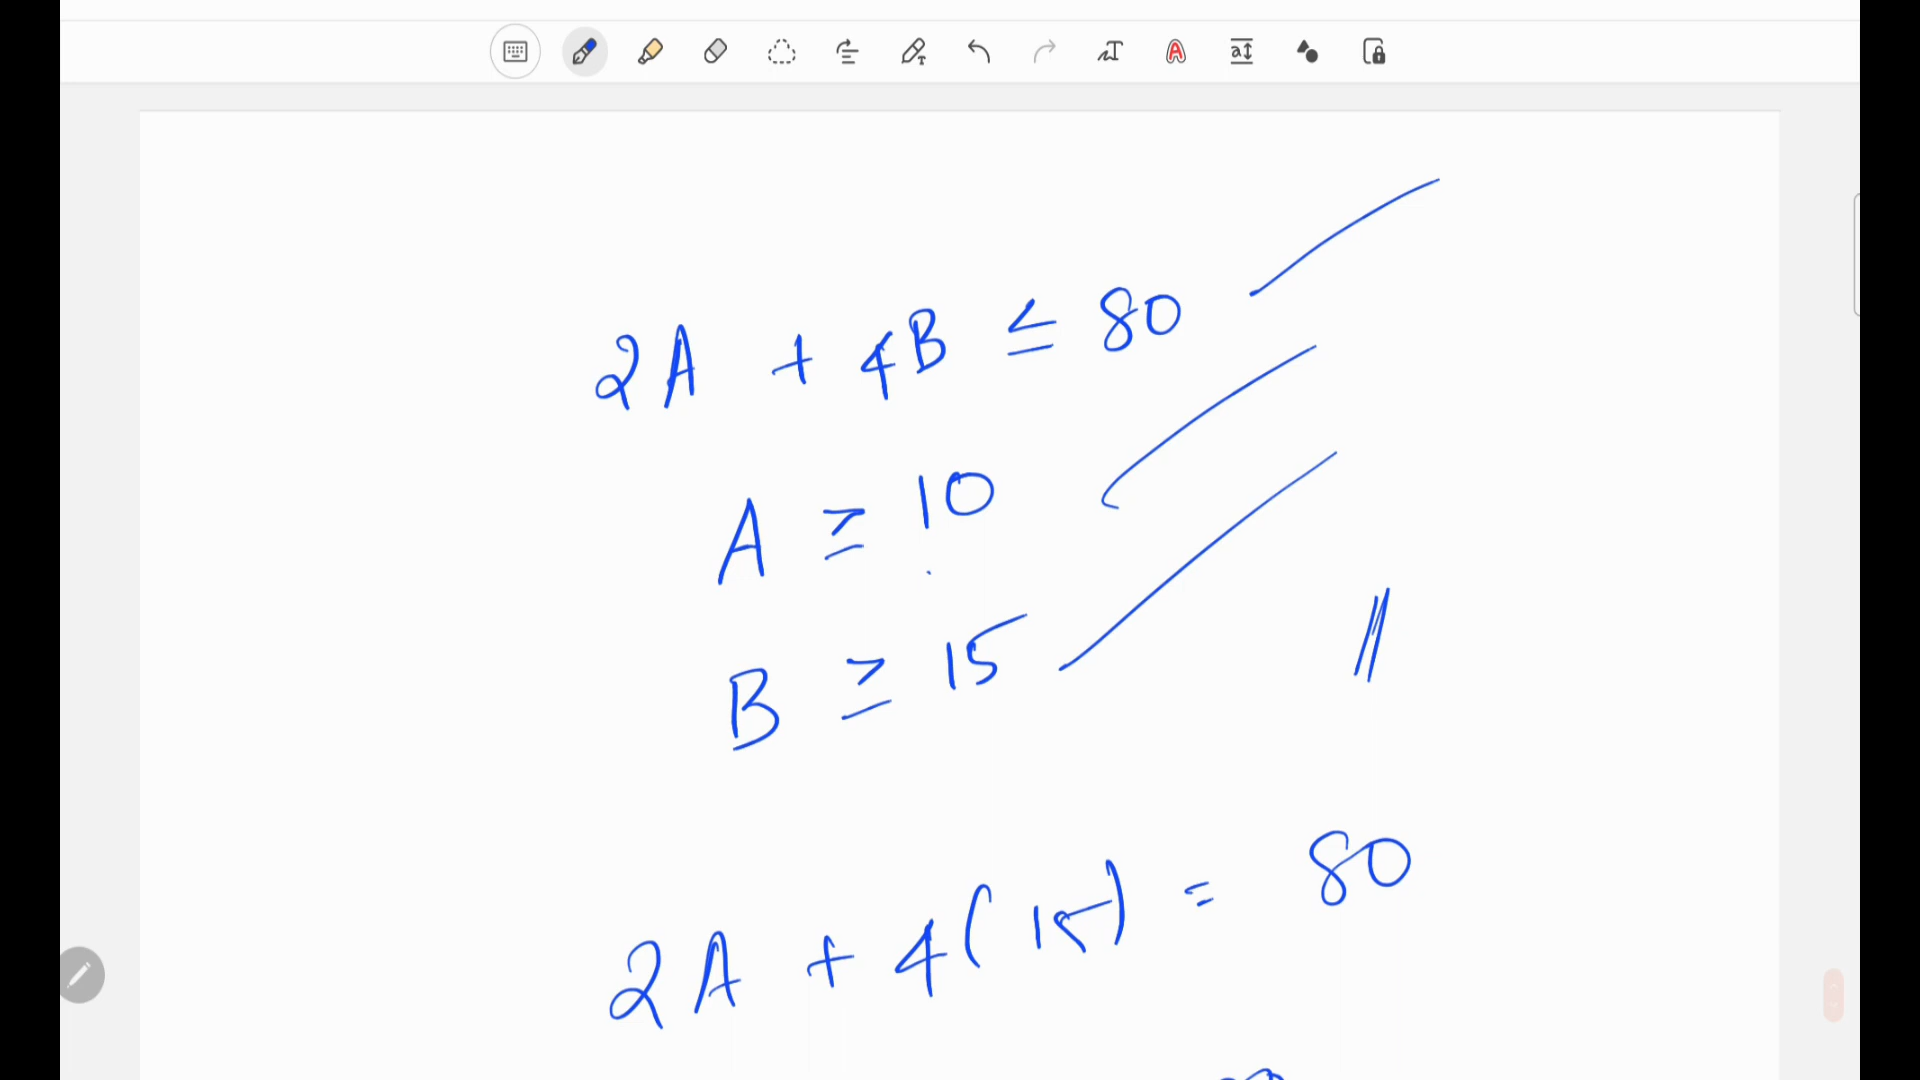 2A + 4B ≤ 80
A ≥ 10
B ≥ 15
2A + 4(15) = 80